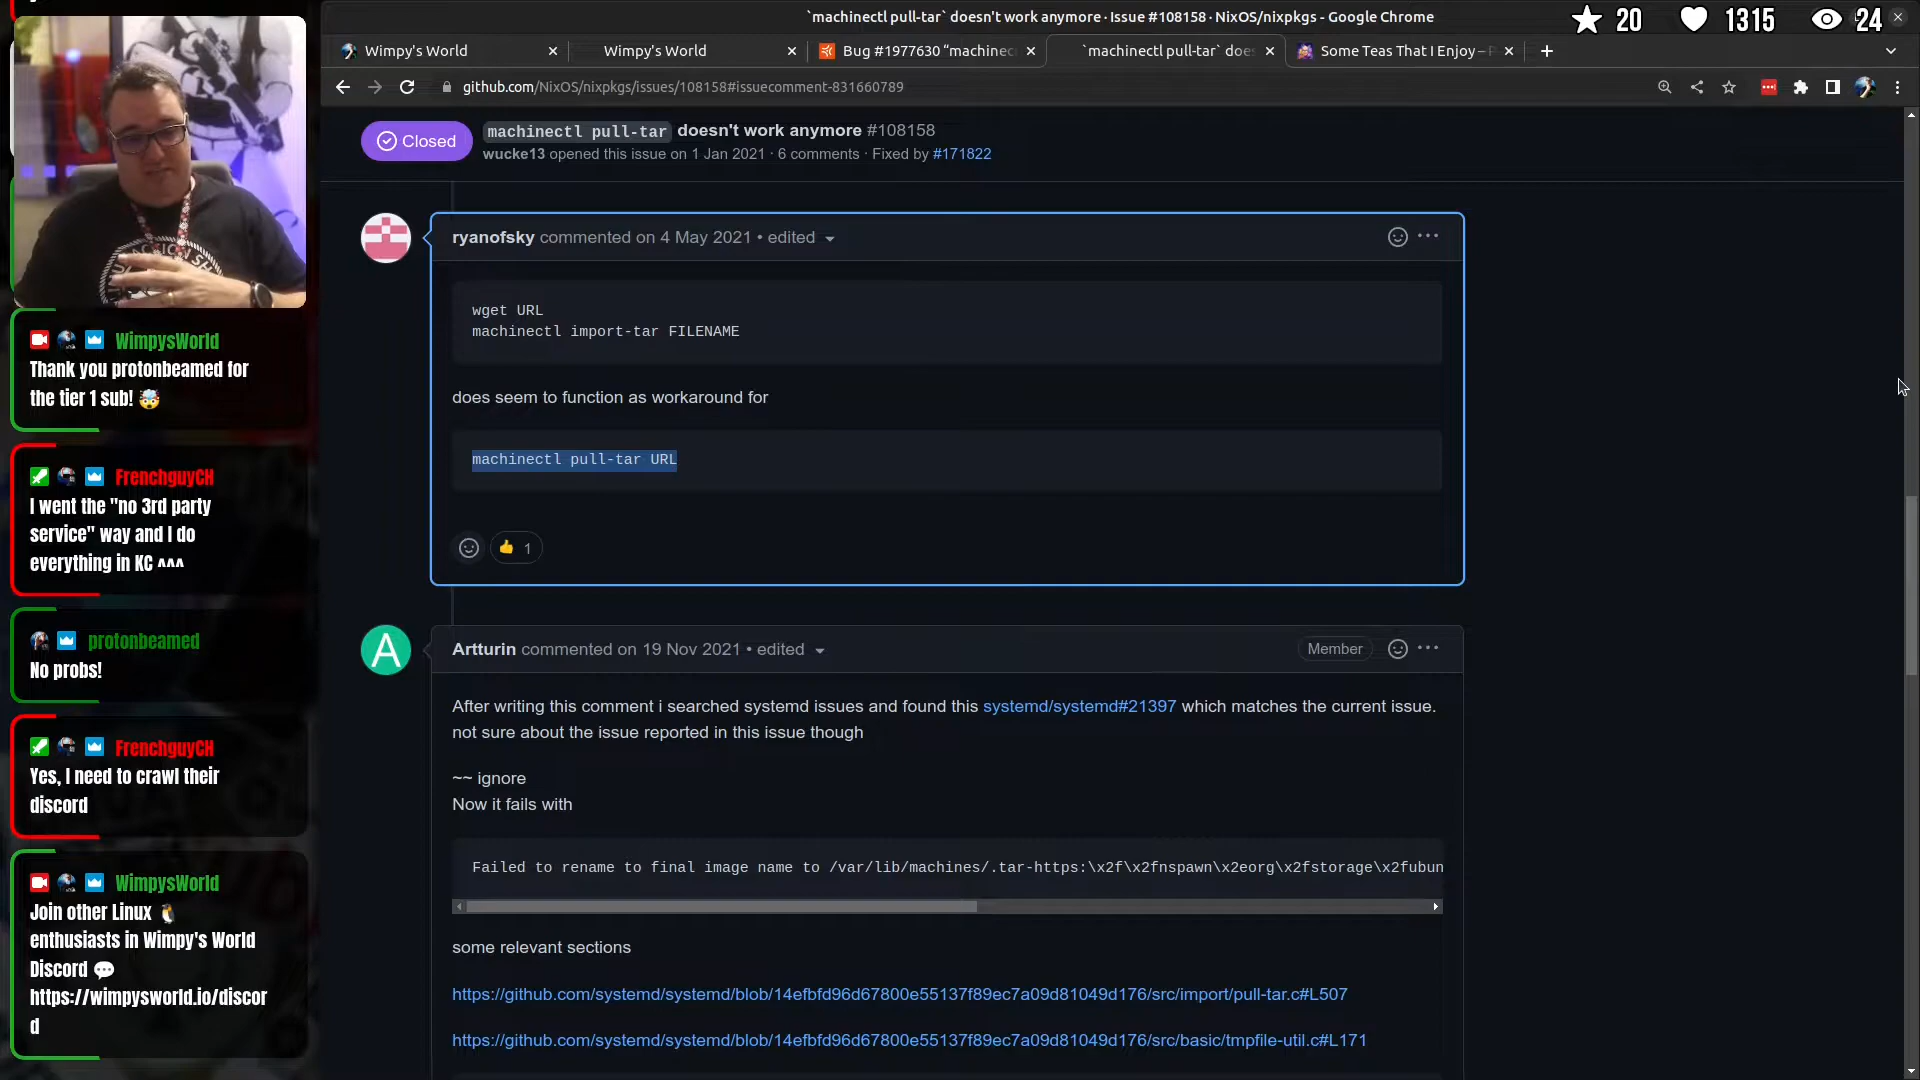 `machinectl pull-tar` doesn't work anymore · Issue #108158 · NixOS/nixpkgs - Google Chrome
20
1315
24
Wimpy's World
Wimpy's World
Bug #1977630 “machinec
`machinectl pull-tar` does
Some Teas That I Enjoy –
github.com/NixOS/nixpkgs/issues/108158#issuecomment-831660789
Closed
machinectl pull-tar doesn't work anymore #108158
wucke13 opened this issue on 1 Jan 2021 · 6 comments · Fixed by #171822
ryanofsky commented on 4 May 2021 • edited
wget URL
machinectl import-tar FILENAME
does seem to function as workaround for
machinectl pull-tar URL
👍 1
A
Artturin commented on 19 Nov 2021 • edited
Member
After writing this comment i searched systemd issues and found this systemd/systemd#21397 which matches the current issue.
not sure about the issue reported in this issue though
~~ ignore
Now it fails with
Failed to rename to final image name to /var/lib/machines/.tar-https:\x2f\x2fnspawn\x2eorg\x2fstorage\x2fubun
some relevant sections
https://github.com/systemd/systemd/blob/14efbfd96d67800e55137f89ec7a09d81049d176/src/import/pull-tar.c#L507
https://github.com/systemd/systemd/blob/14efbfd96d67800e55137f89ec7a09d81049d176/src/basic/tmpfile-util.c#L171
WimpysWorld
Thank you protonbeamed for
the tier 1 sub! 🤯
FrenchguyCH
I went the "no 3rd party
service" way and I do
everything in KC ^^^
protonbeamed
No probs!
FrenchguyCH
Yes, I need to crawl their
discord
WimpysWorld
Join other Linux 🐧
enthusiasts in Wimpy's World
Discord 💬
https://wimpysworld.io/discor
d